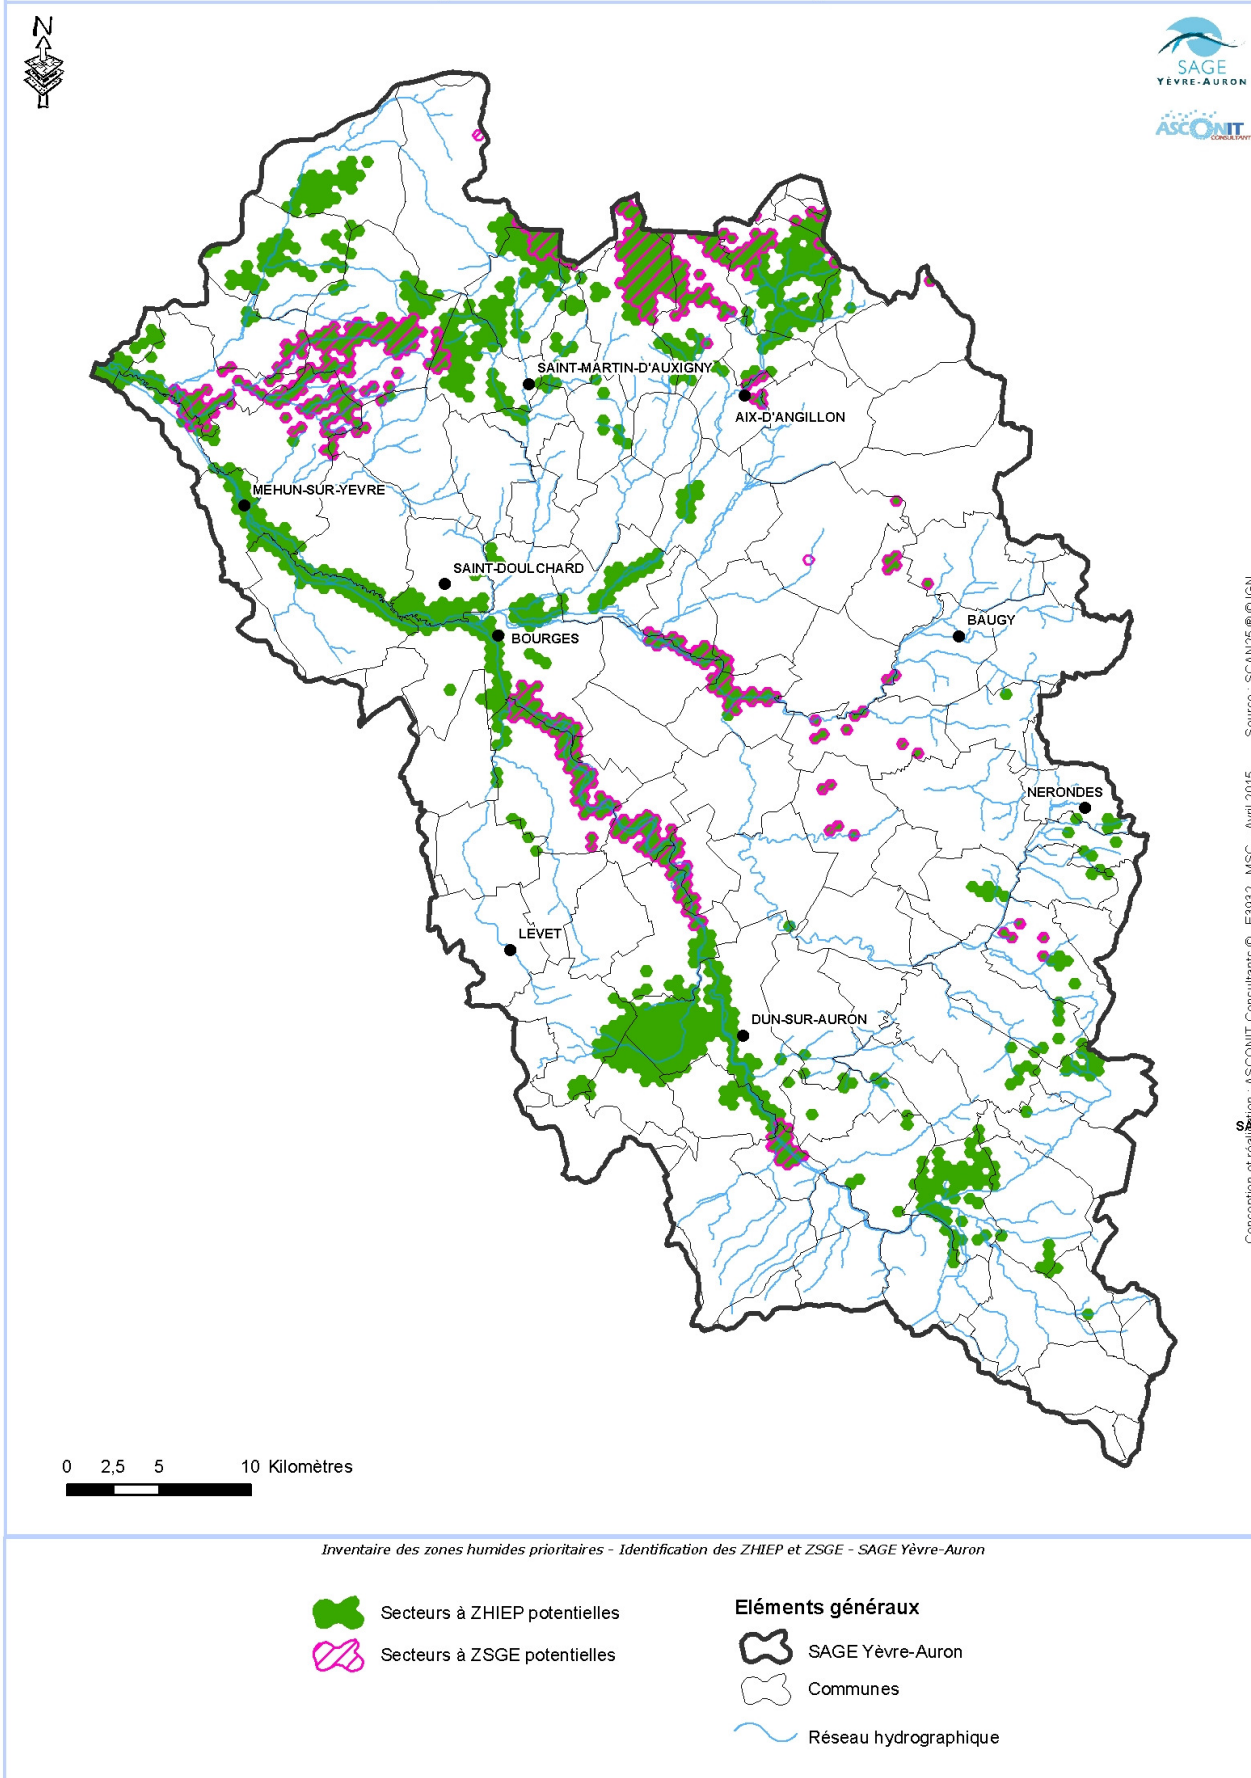 N
SAGE
YÈVRE-AURON
ASCONIT
CONSULTANTS
SAINT-MARTIN-D'AUXIGNY
AIX-D'ANGILLON
MEHUN-SUR-YEVRE
SAINT-DOULCHARD
BOURGES
BAUGY
NERONDES
LEVET
DUN-SUR-AURON
0 2,5 5 10 Kilomètres
Inventaire des zones humides prioritaires - Identification des ZHIEP et ZSGE - SAGE Yèvre-Auron
Secteurs à ZHIEP potentielles
Secteurs à ZSGE potentielles
Eléments généraux
SAGE Yèvre-Auron
Communes
Réseau hydrographique